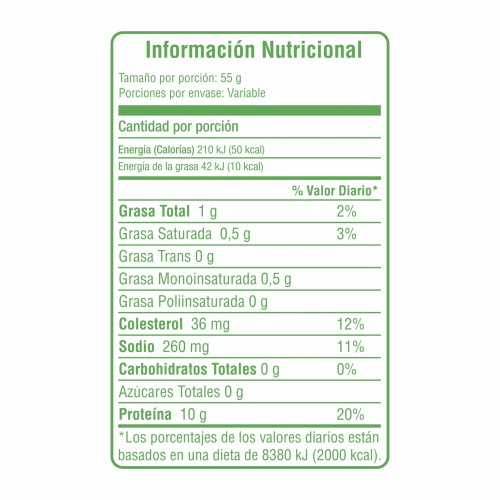 Información Nutricional
Tamaño por porción: 55 g
Porciones por envase: Variable
Cantidad por porción
Energía (Calorías) 210 kJ (50 kcal)
Energía de la grasa 42 kJ (10 kcal)
% Valor Diario*
Grasa Total 1 g 2%
Grasa Saturada 0,5 g 3%
Grasa Trans 0 g
Grasa Monoinsaturada 0,5 g
Grasa Poliinsaturada 0 g
Colesterol 36 mg 12%
Sodio 260 mg 11%
Carbohidratos Totales 0 g 0%
Azúcares Totales 0 g
Proteína 10 g 20%
*Los porcentajes de los valores diarios están
basados en una dieta de 8380 kJ (2000 kcal).